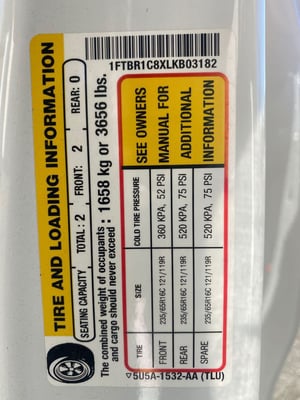 TIRE AND LOADING INFORMATION
SEATING CAPACITY TOTAL: 2 FRONT: 2 REAR: 0
The combined weight of occupants : 1658 kg or 3656 lbs.
and cargo should never exceed
TIRE SIZE COLD TIRE PRESSURE
FRONT 235/65R16C 121/119R 360 KPA, 52 PSI
REAR 235/65R16C 121/119R 520 KPA, 75 PSI
SPARE 235/65R16C 121/119R 520 KPA, 75 PSI
SEE OWNERS
MANUAL FOR
ADDITIONAL
INFORMATION
5U5A-1532-AA (TLU)
1FTBR1C8XLKB03182